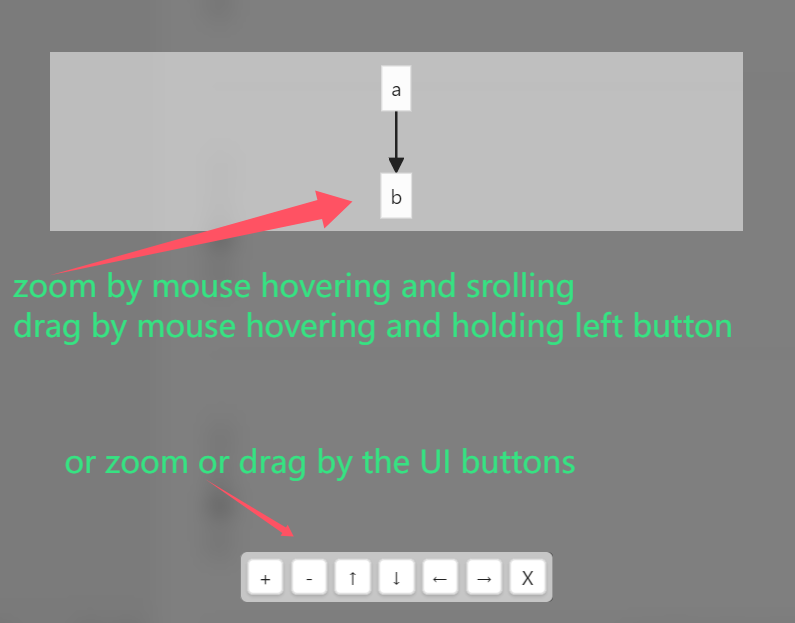 a
b
zoom by mouse hovering and srolling
drag by mouse hovering and holding left button
or zoom or drag by the UI buttons
+ - ↑ ↓ ← → X